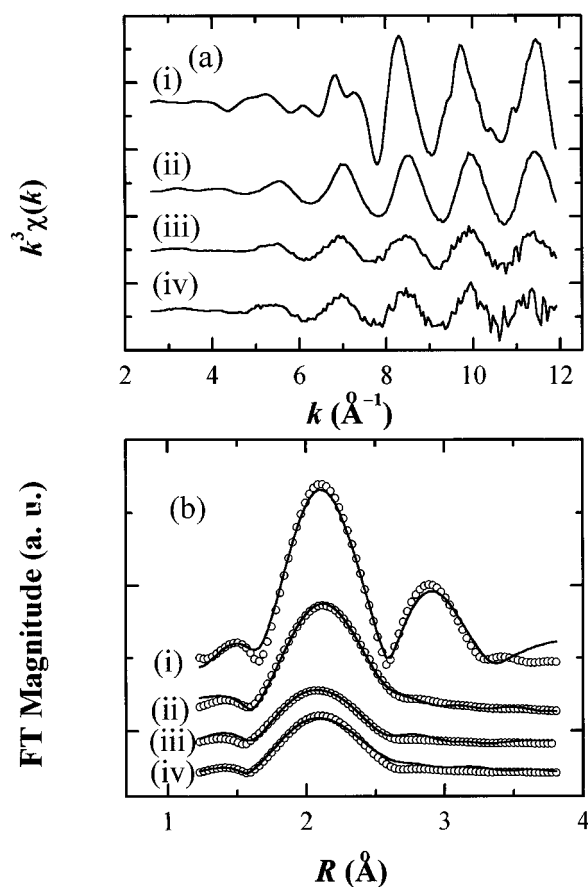 (a)
(i)
(ii)
(iii)
(iv)
k³χ(k)
2 4 6 8 10 12
k (Å⁻¹)
(b)
(i)
(ii)
(iii)
(iv)
FT Magnitude (a. u.)
1 2 3 4
R (Å)